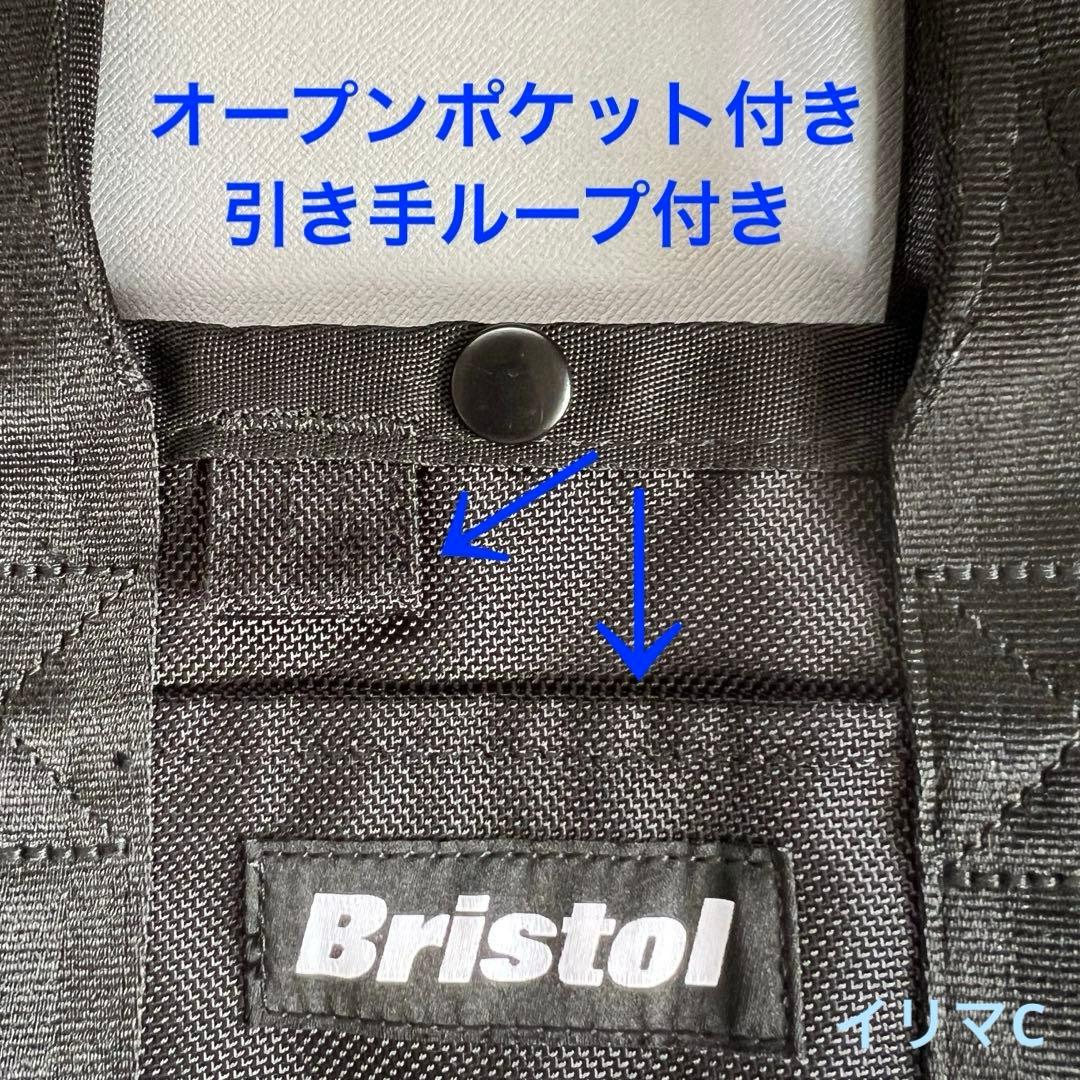 オープンポケット付き
引き手ループ付き
Bristol
イリマC